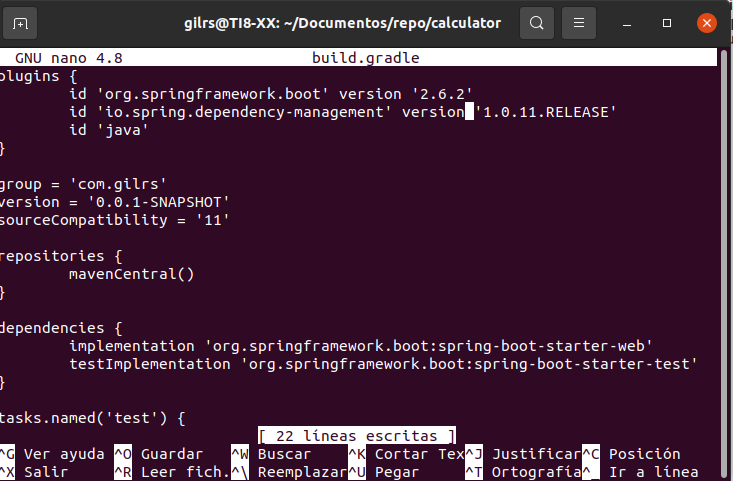 gilrs@TI8-XX: ~/Documentos/repo/calculator
GNU nano 4.8 build.gradle
plugins {
id 'org.springframework.boot' version '2.6.2'
id 'io.spring.dependency-management' version '1.0.11.RELEASE'
id 'java'
}
group = 'com.gilrs'
version = '0.0.1-SNAPSHOT'
sourceCompatibility = '11'
repositories {
mavenCentral()
}
dependencies {
implementation 'org.springframework.boot:spring-boot-starter-web'
testImplementation 'org.springframework.boot:spring-boot-starter-test'
}
tasks.named('test') {
[ 22 líneas escritas ]
^G Ver ayuda ^O Guardar ^W Buscar ^K Cortar Tex^J Justificar^C Posición
^X Salir ^R Leer fich.^\ Reemplazar^U Pegar ^T Ortografía^_ Ir a línea